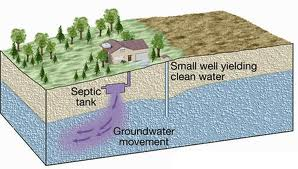 Small well yielding
clean water
Septic
tank
Groundwater
movement